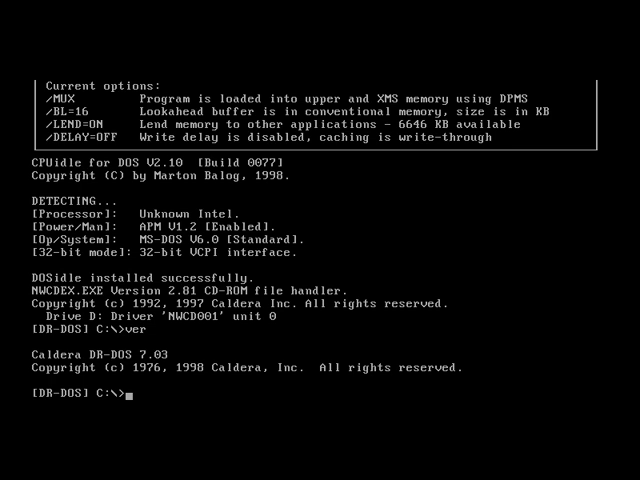 Current options:
/MUX Program is loaded into upper and XMS memory using DPMS
/BL=16 Lookahead buffer is in conventional memory, size is in KB
/LEND=ON Lend memory to other applications - 6646 KB available
/DELAY=OFF Write delay is disabled, caching is write-through
CPUidle for DOS V2.10 [Build 0077]
Copyright (C) by Marton Balog, 1998.
DETECTING...
[Processor]: Unknown Intel.
[Power/Man]: APM V1.2 [Enabled].
[Op/System]: MS-DOS V6.0 [Standard].
[32-bit mode]: 32-bit VCPI interface.
DOSidle installed successfully.
NWCDEX.EXE Version 2.81 CD-ROM file handler.
Copyright (c) 1992, 1997 Caldera Inc. All rights reserved.
Drive D: Driver 'NWCD001' unit 0
[DR-DOS] C:\>ver
Caldera DR-DOS 7.03
Copyright (c) 1976, 1998 Caldera, Inc. All rights reserved.
[DR-DOS] C:\>